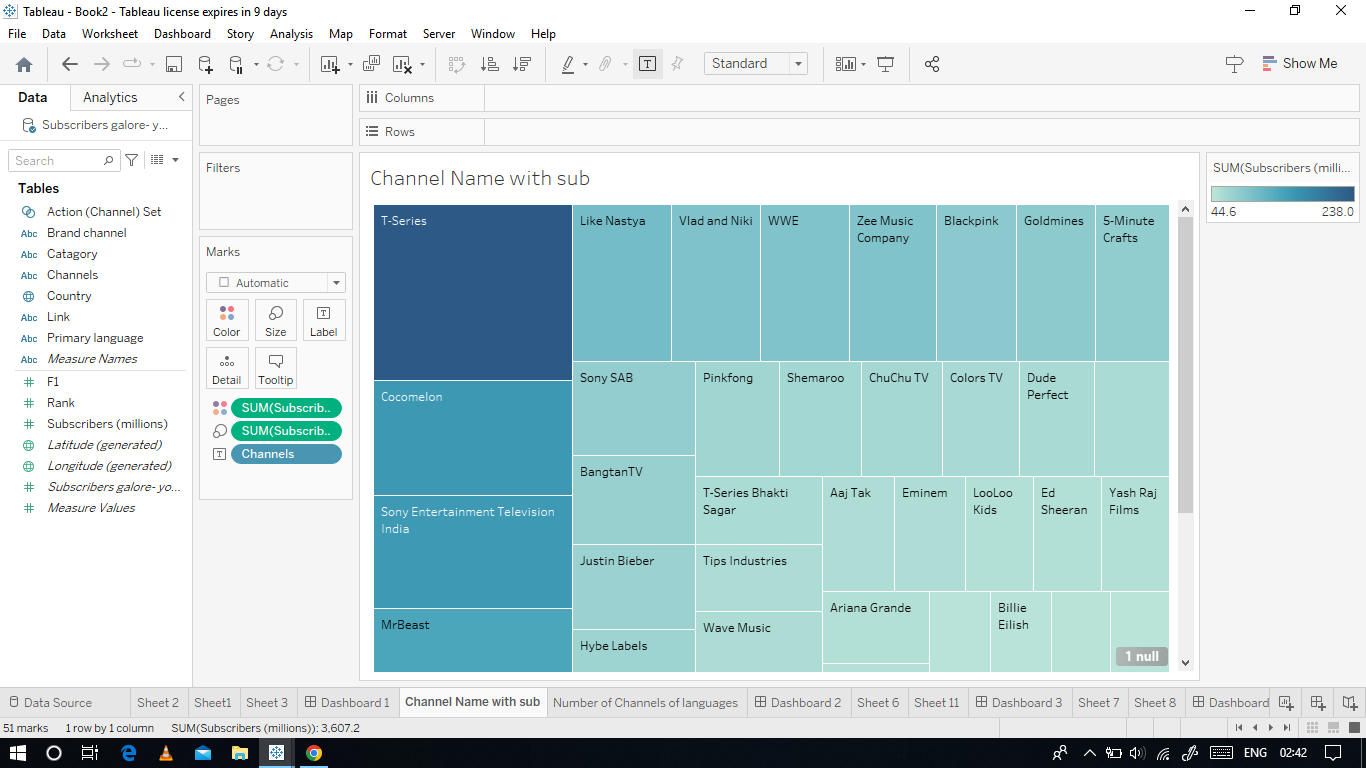 Tableau - Book2 - Tableau license expires in 9 days
File Data Worksheet Dashboard Story Analysis Map Format Server Window Help
Standard
Show Me
Data Analytics
Subscribers galore- y...
Search
Tables
Action (Channel) Set
Abc Brand channel
Abc Catagory
Abc Channels
Country
Abc Link
Abc Primary language
Abc Measure Names
F1
Rank
Subscribers (millions)
Latitude (generated)
Longitude (generated)
Subscribers galore- yo...
Measure Values
Pages
Filters
Marks
Automatic
Color Size Label
Detail Tooltip
SUM(Subscrib..
SUM(Subscrib..
Channels
Columns
Rows
Channel Name with sub
T-Series
Cocomelon
Sony Entertainment Television
India
MrBeast
Like Nastya
Vlad and Niki
WWE
Zee Music
Company
Blackpink
Goldmines
5-Minute
Crafts
Sony SAB
BangtanTV
Justin Bieber
Hybe Labels
Pinkfong
Shemaroo
ChuChu TV
Colors TV
Dude
Perfect
T-Series Bhakti
Sagar
Tips Industries
Wave Music
Aaj Tak
Eminem
LooLoo
Kids
Ed
Sheeran
Yash Raj
Films
Ariana Grande
Billie
Eilish
1 null
SUM(Subscribers (milli...
44.6 238.0
Data Source Sheet 2 Sheet1 Sheet 3 Dashboard 1 Channel Name with sub Number of Channels of languages Dashboard 2 Sheet 6 Sheet 11 Dashboard 3 Sheet 7 Sheet 8 Dashboard
51 marks 1 row by 1 column SUM(Subscribers (millions)): 3,607.2
ENG 02:42